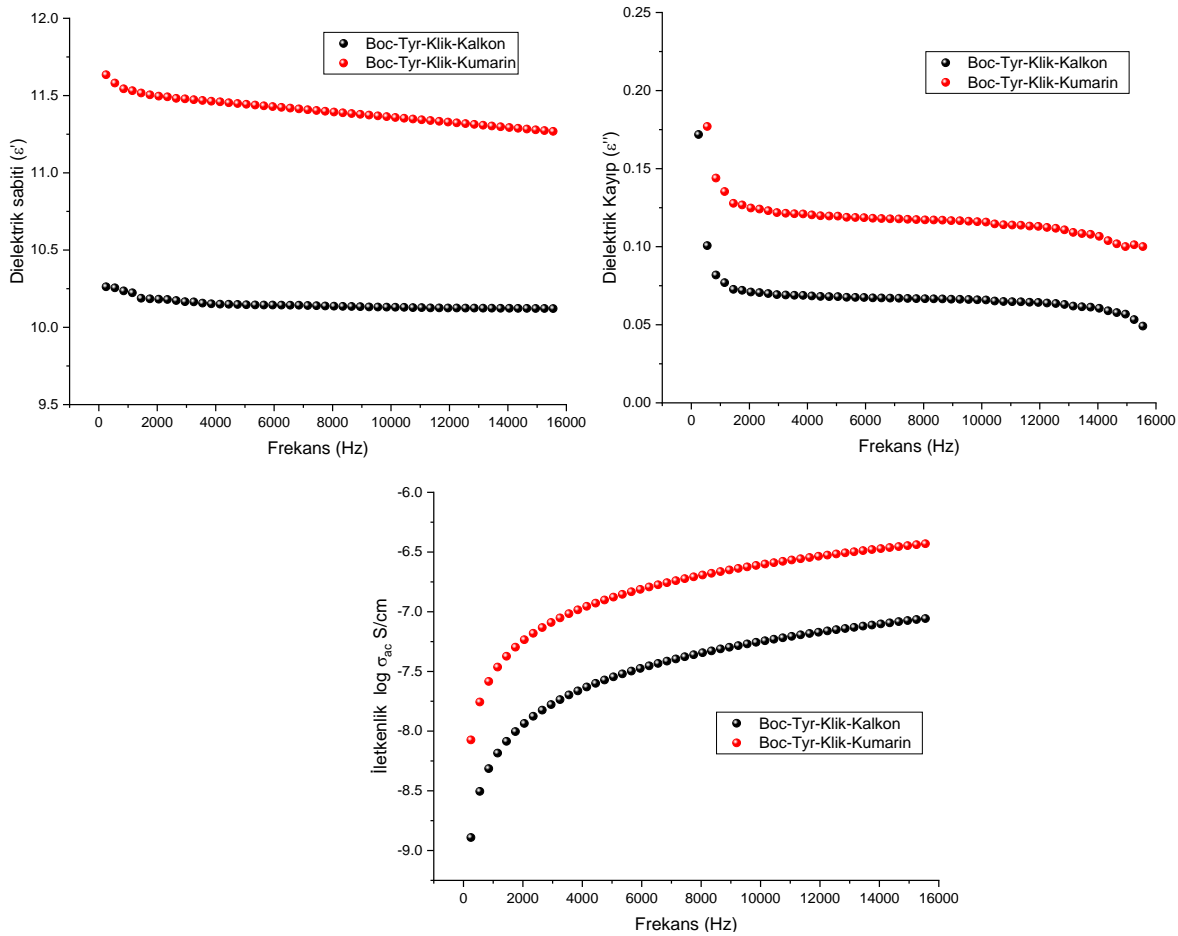 12.0
11.5
11.0
10.5
10.0
9.5
Dielektrik sabiti (ε')
Boc-Tyr-Klik-Kalkon
Boc-Tyr-Klik-Kumarin
0 2000 4000 6000 8000 10000 12000 14000 16000
Frekans (Hz)
0.25
0.20
0.15
0.10
0.05
0.00
Dielektrik Kayıp (ε'')
Boc-Tyr-Klik-Kalkon
Boc-Tyr-Klik-Kumarin
0 2000 4000 6000 8000 10000 12000 14000 16000
Frekans (Hz)
-6.0
-6.5
-7.0
-7.5
-8.0
-8.5
-9.0
İletkenlik log σac S/cm
Boc-Tyr-Klik-Kalkon
Boc-Tyr-Klik-Kumarin
0 2000 4000 6000 8000 10000 12000 14000 16000
Frekans (Hz)